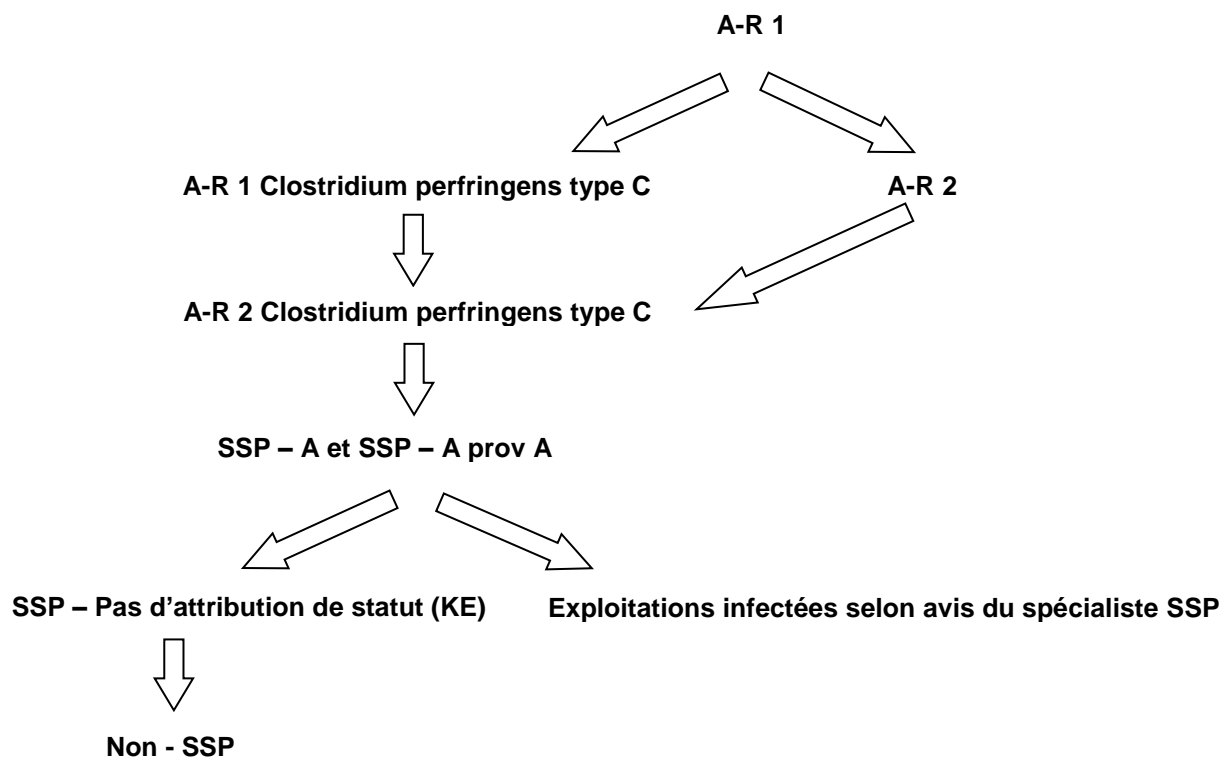 A-R 1
A-R 1 Clostridium perfringens type C
A-R 2
A-R 2 Clostridium perfringens type C
SSP – A et SSP – A prov A
SSP – Pas d'attribution de statut (KE)
Exploitations infectées selon avis du spécialiste SSP
Non - SSP